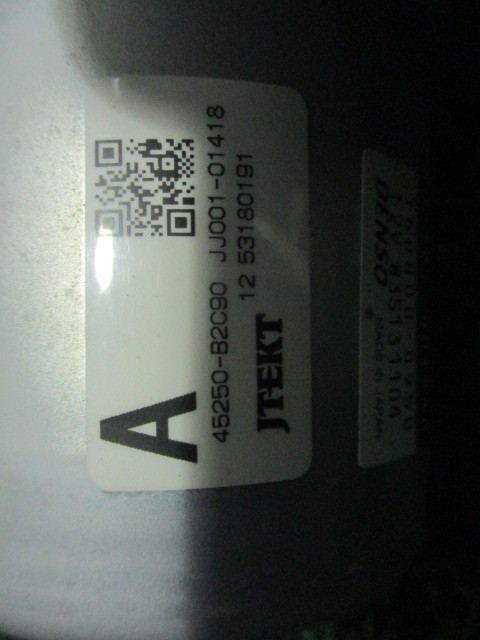 A
45250-B2C90 JJ001-01418
12 53180191
JTEKT
DENSO
MADE IN JAPAN